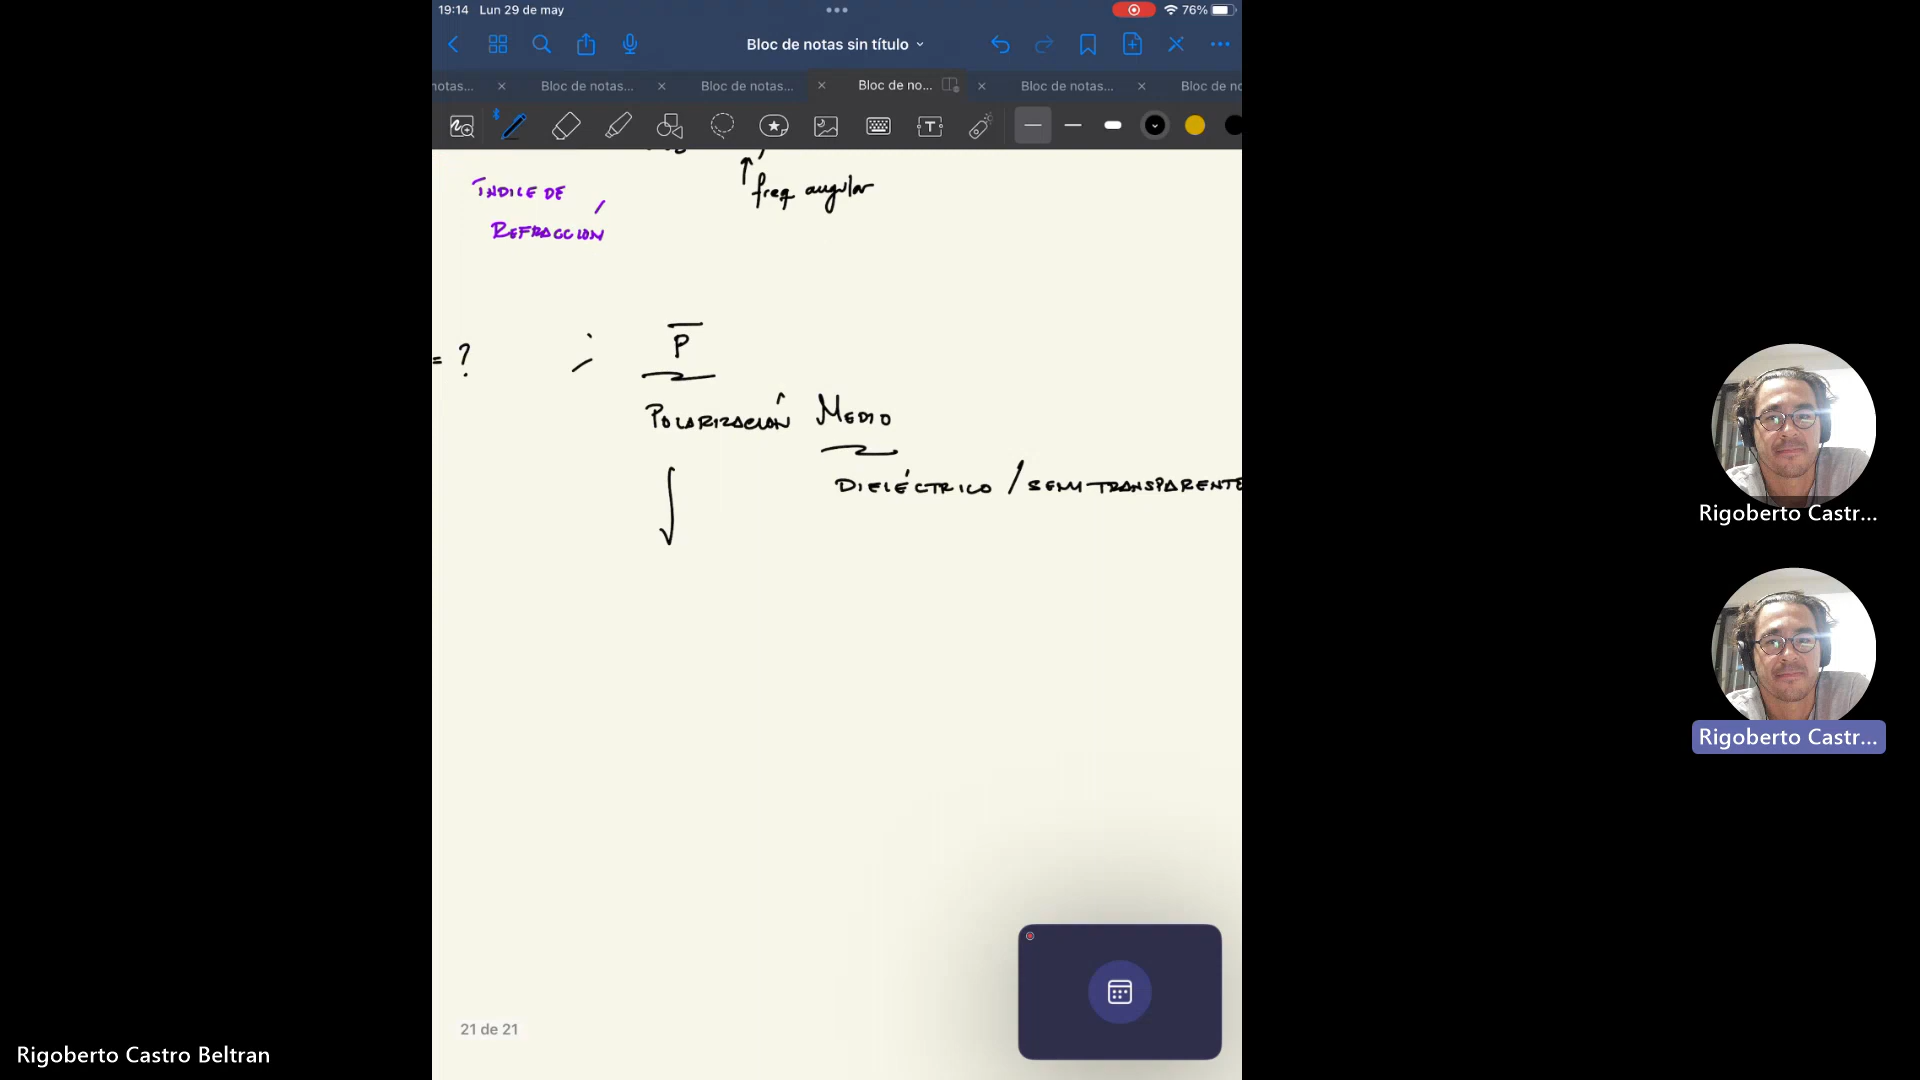 19:14 Lun 29 de may 76%
Bloc de notas sin título
notas... Bloc de notas... Bloc de notas... Bloc de no... Bloc de notas... Bloc de no
ÍNDICE DE
REFRACCIÓN
freq angular
= ? ; P
POLARIZACIÓN MEDIO
DIELÉCTRICO / SEMI-TRANSPARENTE
21 de 21
Rigoberto Castr...
Rigoberto Castr...
Rigoberto Castro Beltran